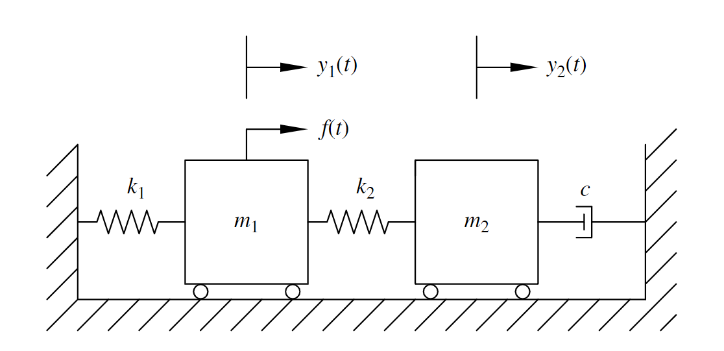 y₁(t) y₂(t)
f(t)
k₁ k₂ c
m₁ m₂